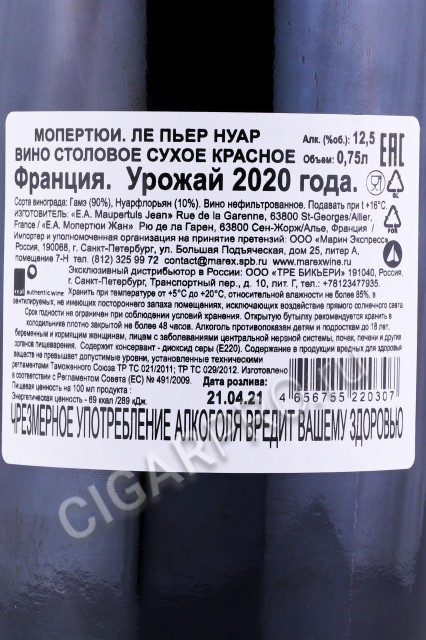 МОПЕРТЮИ. ЛЕ ПЬЕР НУАР
Алк. (%об.): 12,5
ВИНО СТОЛОВОЕ СУХОЕ КРАСНОЕ
Объем: 0,75л
EAC
Франция. Урожай 2020 года.
Сорта винограда: Гамэ (90%), Нуарфлорьян (10%). Вино нефильтрованное. Подавать при t +16°С.
ИЗГОТОВИТЕЛЬ: «E.A. Maupertuis Jean» Rue de la Garenne, 63800 St-Georges/Allier,
France / «Е.А. Мопертюи Жан» Рю де ла Гарен, 63800 Сен-Жорж/Алье, Франция /
Импортер и уполномоченная организация на принятие претензий: ООО «Марин Экспресс»
Россия, 190068, г. Санкт-Петербург, ул. Большая Подъяческая, дом 25, литер А,
помещение 7-Н тел. (812) 325 99 72 contact@marex.spb.ru www.marexwine.ru
Эксклюзивный дистрибьютор в России: ООО «ТРЕ БИКЬЕРИ» 191040, Россия,
г. Санкт-Петербург, Транспортный пер., д. 10, лит. Г, тел.: +78123477935.
authentic wine
Хранить при температуре от +5°С до +20°С, относительной влажности не более 85%, в
вентилируемых, не имеющих постороннего запаха помещениях, исключающих воздействие прямого солнечного света
Срок годности не ограничен при соблюдении условий хранения. Открытую бутылку рекомендуется хранить в
холодильнике плотно закрытой не более 48 часов. Алкоголь противопоказан детям и подросткам до 18 лет,
беременным и кормящим женщинам, лицам с заболеваниями центральной нервной системы, почек, печени и других
органов пищеварения. Содержит консервант - диоксид серы (Е220). Содержание в продукции вредных для здоровья
веществ не превышает допустимые уровни, установленные техническими
регламентами Таможенного Союза ТР ТС 021/2011; ТР ТС 029/2012. Изготовлено
в соответствии с Регламентом Совета (ЕС) № 491/2009.
Пищевая ценность на 100 мл продукта :
Энергетическая ценность - 69 ккал /289 кДж.
Дата розлива:
21.04.21
4 656755 220307
ЧРЕЗМЕРНОЕ УПОТРЕБЛЕНИЕ АЛКОГОЛЯ ВРЕДИТ ВАШЕМУ ЗДОРОВЬЮ